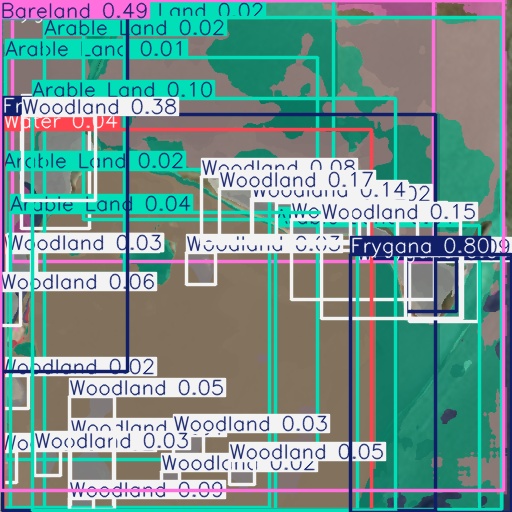 Bareland 0.49
Land 0.02
Arable Land 0.02
Arable Land 0.01
Arable Land 0.10
Woodland 0.38
Water 0.04
Arable Land 0.02
Woodland 0.08
Woodland 0.17
0.14
Arable Land 0.04
Woodland 0.15
Woodland 0.03
Woodland 0.03
Frygana 0.80
Woodland 0.06
Woodland 0.02
Woodland 0.05
Woodland 0.03
Woodland 0.03
Woodland 0.05
Woodland 0.02
Woodland 0.09